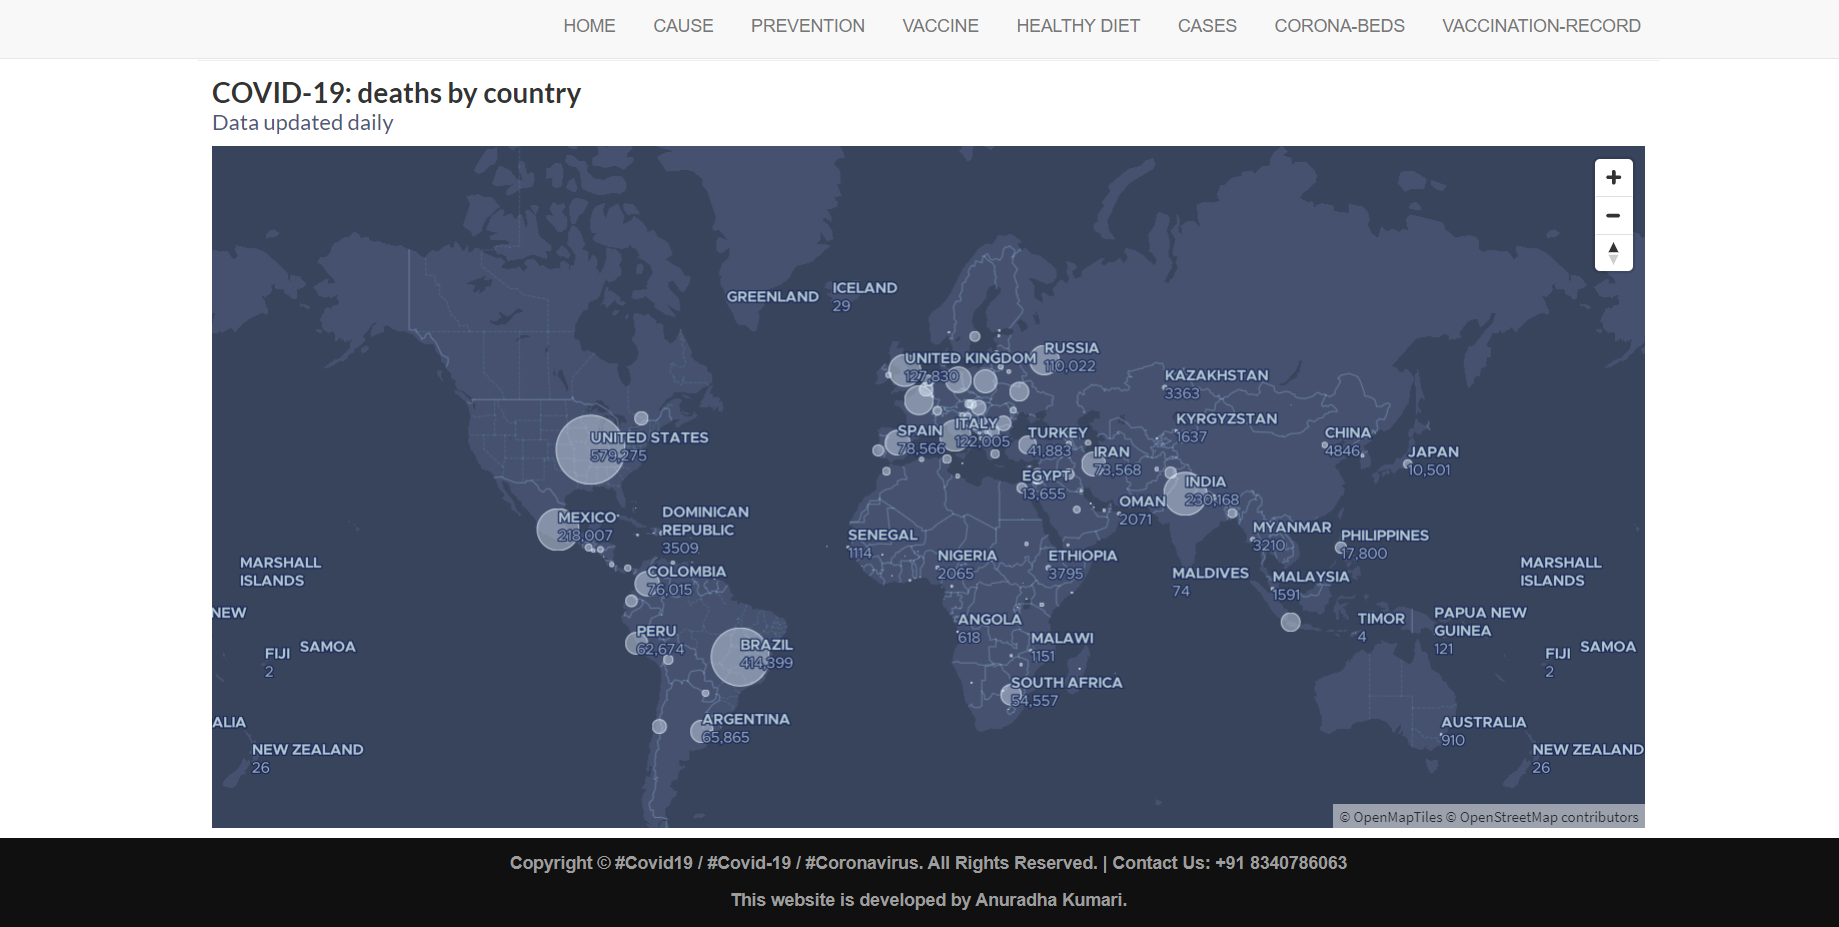 HOME CAUSE PREVENTION VACCINE HEALTHY DIET CASES CORONA-BEDS VACCINATION-RECORD
COVID-19: deaths by country
Data updated daily
GREENLAND
ICELAND
29
UNITED KINGDOM
127,830
RUSSIA
110,022
KAZAKHSTAN
3363
KYRGYZSTAN
1637
UNITED STATES
579,275
SPAIN
78,566
ITALY
122,005
TURKEY
41,883
IRAN
73,568
CHINA
4846
JAPAN
10,501
EGYPT
13,655
INDIA
230,168
OMAN
2071
MEXICO
218,007
DOMINICAN
REPUBLIC
3509
SENEGAL
1114
NIGERIA
2065
ETHIOPIA
3795
MYANMAR
3210
PHILIPPINES
17,800
MARSHALL
ISLANDS
COLOMBIA
76,015
MALDIVES
74
MALAYSIA
1591
MARSHALL
ISLANDS
NEW
FIJI
2
SAMOA
PERU
62,674
BRAZIL
414,399
ANGOLA
618
MALAWI
1151
TIMOR
4
PAPUA NEW
GUINEA
121
FIJI
2
SAMOA
SOUTH AFRICA
54,557
ALIA
ARGENTINA
65,865
AUSTRALIA
910
NEW ZEALAND
26
NEW ZEALAND
26
© OpenMapTiles © OpenStreetMap contributors
Copyright © #Covid19 / #Covid-19 / #Coronavirus. All Rights Reserved. | Contact Us: +91 8340786063
This website is developed by Anuradha Kumari.